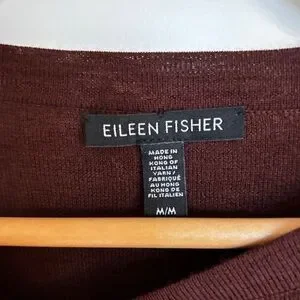 EILEEN FISHER
MADE IN
HONG
KONG OF
ITALIAN
YARN/
FABRIQUÉ
AU HONG
KONG DE
FIL ITALIEN
M/M